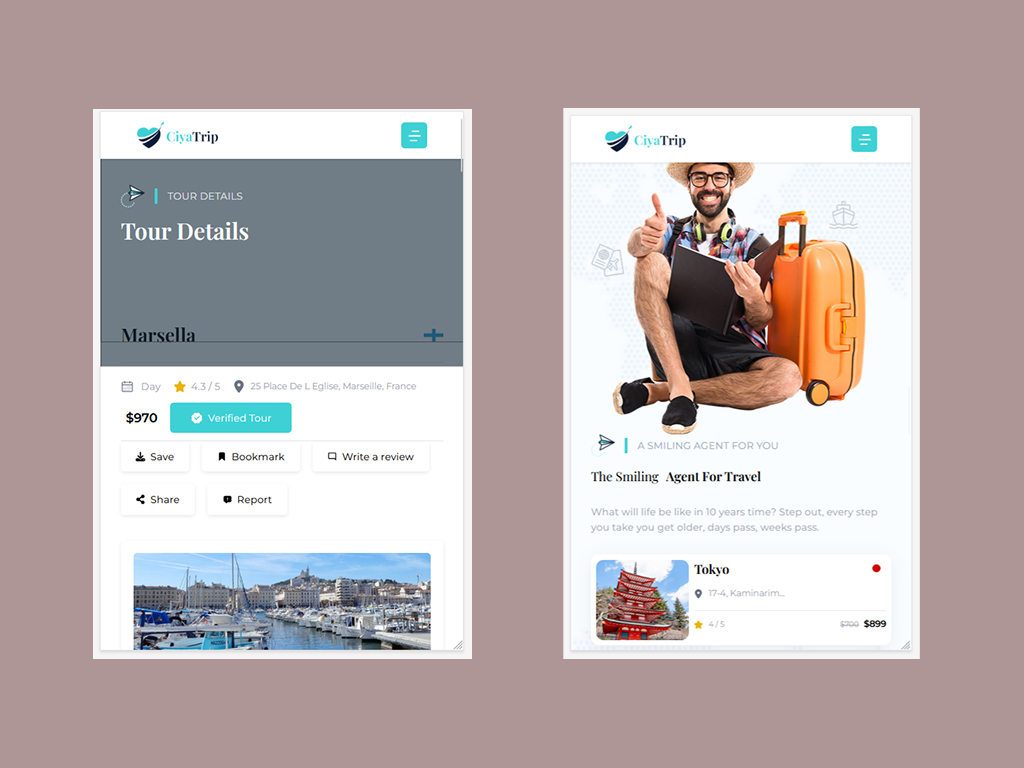 CiyaTrip
TOUR DETAILS
Tour Details
Marsella
Day 4.3 / 5 25 Place De L Eglise, Marseille, France
$970 Verified Tour
Save Bookmark Write a review
Share Report
CiyaTrip
A SMILING AGENT FOR YOU
The Smiling Agent For Travel
What will life be like in 10 years time? Step out, every step
you take you get older, days pass, weeks pass.
Tokyo
17-4, Kaminarim...
4 / 5 $700 $899